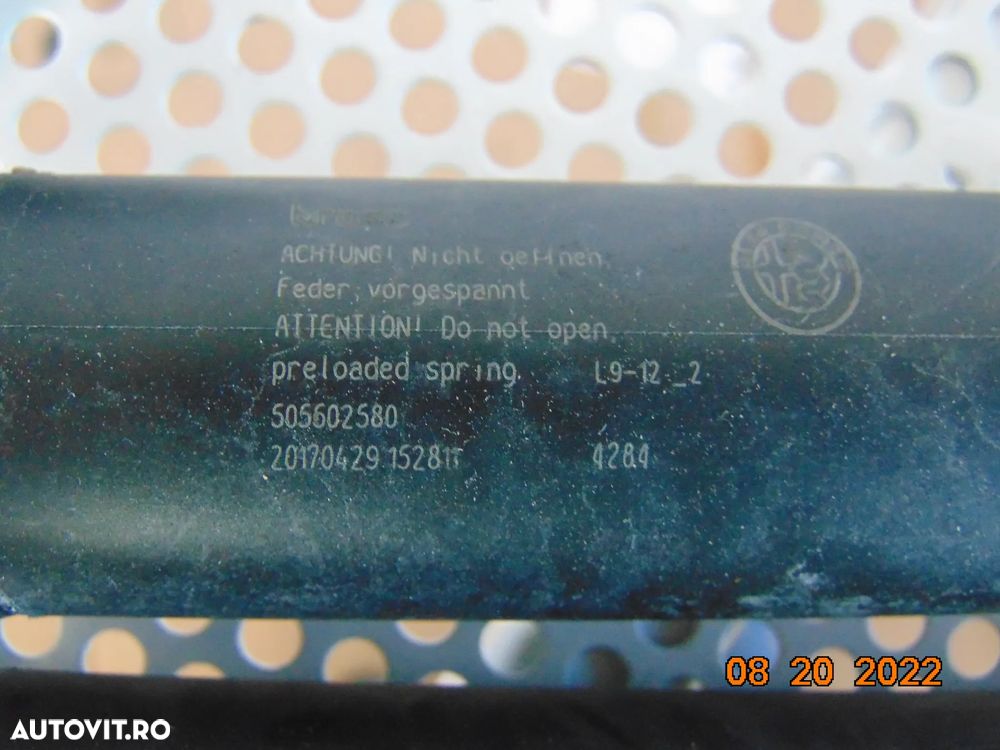 ACHTUNG! Nicht oeffnen,
Feder vorgespannt
ATTENTION! Do not open,
preloaded spring. L9-12_2
505602580
20170429 152811 4284
08 20 2022
AUTOVIT.RO